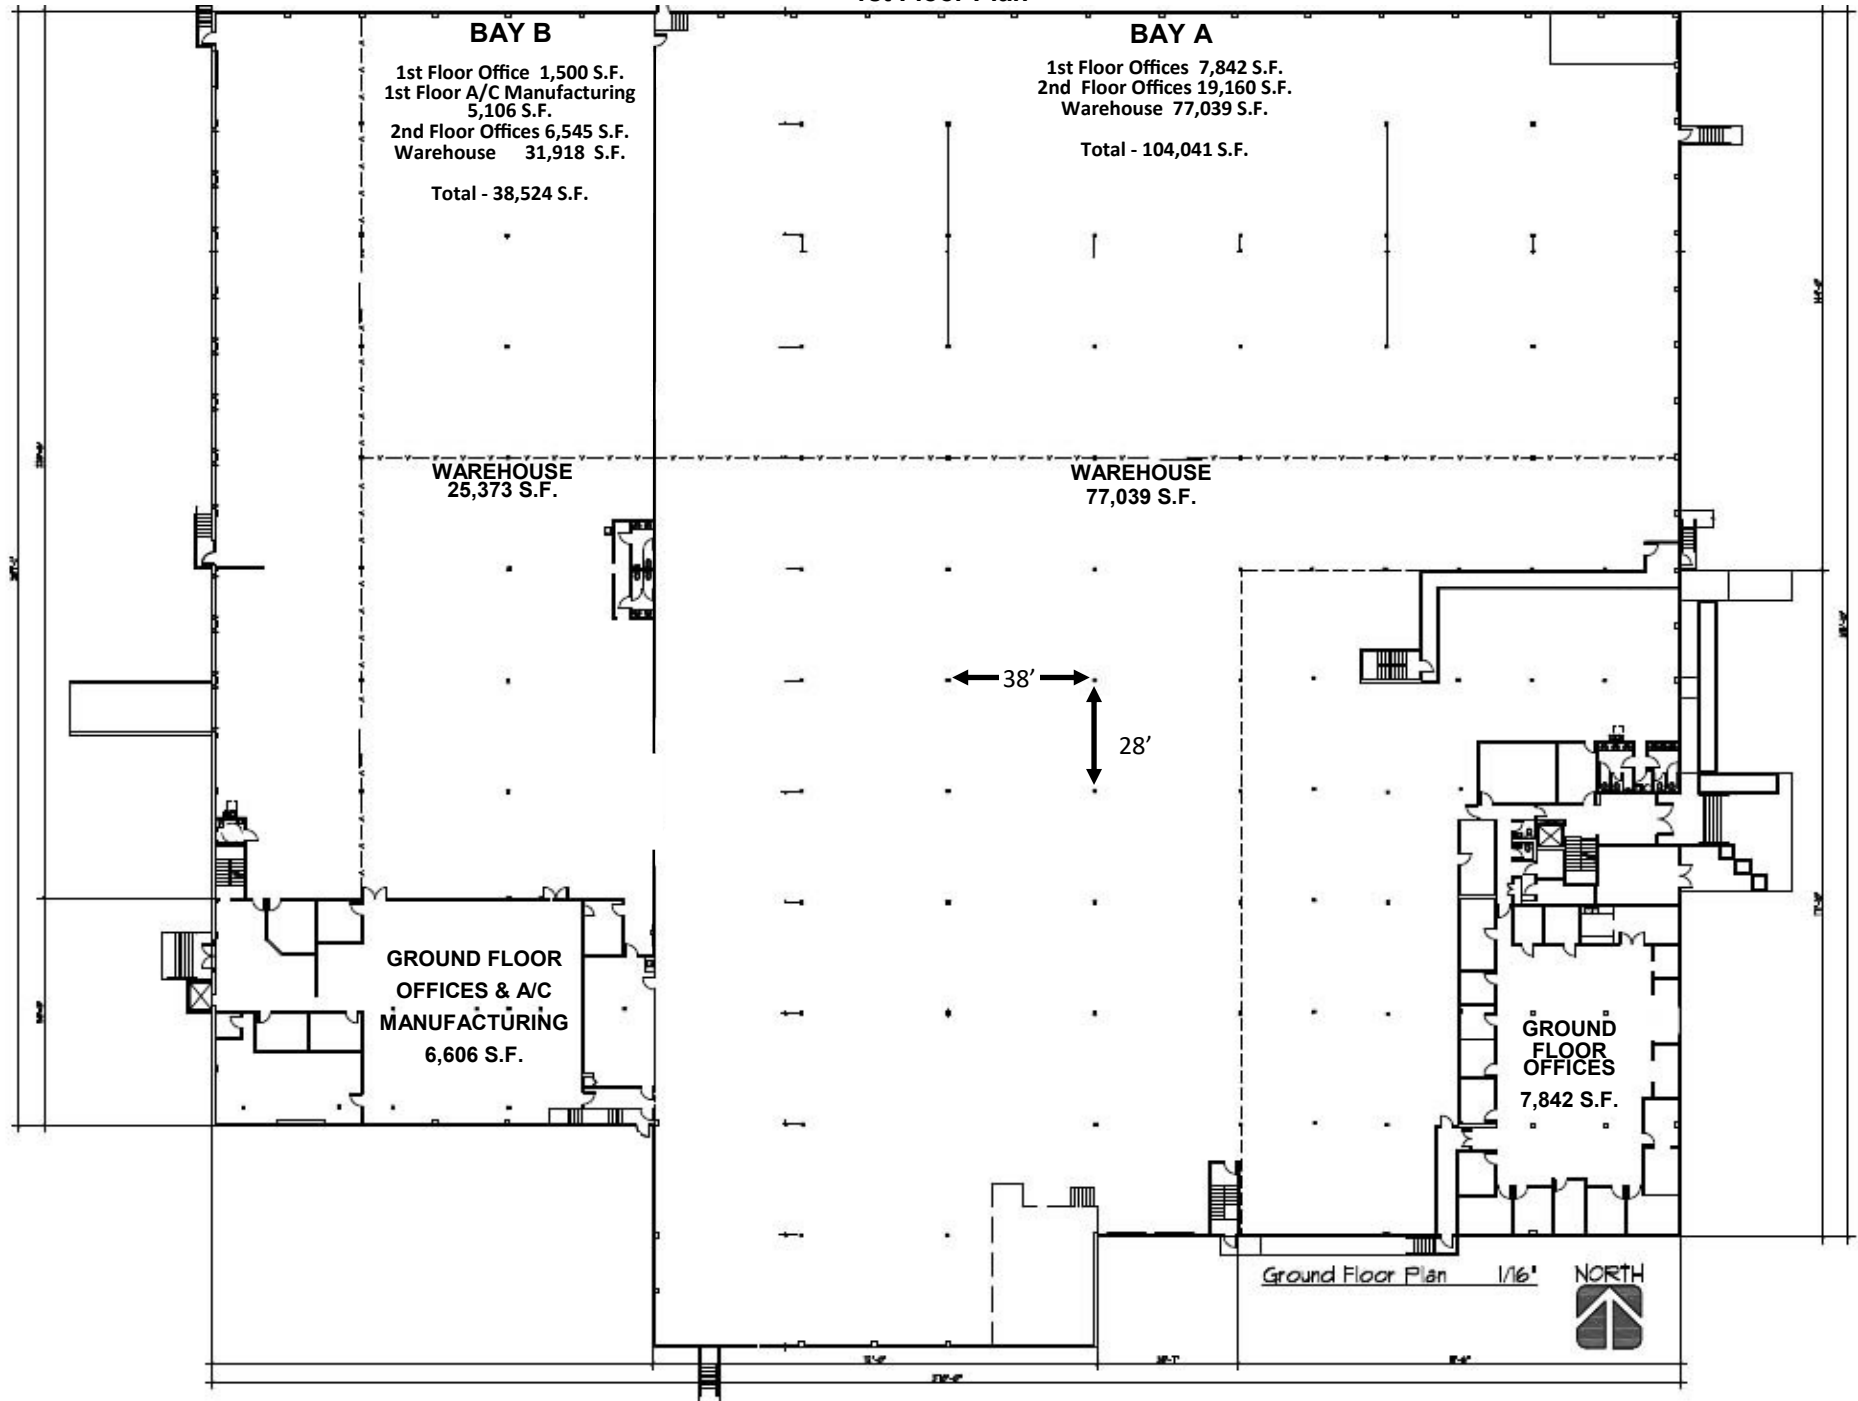 1st Floor Plan
BAY B
1st Floor Office 1,500 S.F.
1st Floor A/C Manufacturing
5,106 S.F.
2nd Floor Offices 6,545 S.F.
Warehouse 31,918 S.F.
Total - 38,524 S.F.
BAY A
1st Floor Offices 7,842 S.F.
2nd Floor Offices 19,160 S.F.
Warehouse 77,039 S.F.
Total - 104,041 S.F.
WAREHOUSE
25,373 S.F.
WAREHOUSE
77,039 S.F.
38'
28'
GROUND FLOOR
OFFICES & A/C
MANUFACTURING
6,606 S.F.
GROUND
FLOOR
OFFICES
7,842 S.F.
Ground Floor Plan 1/16"
NORTH